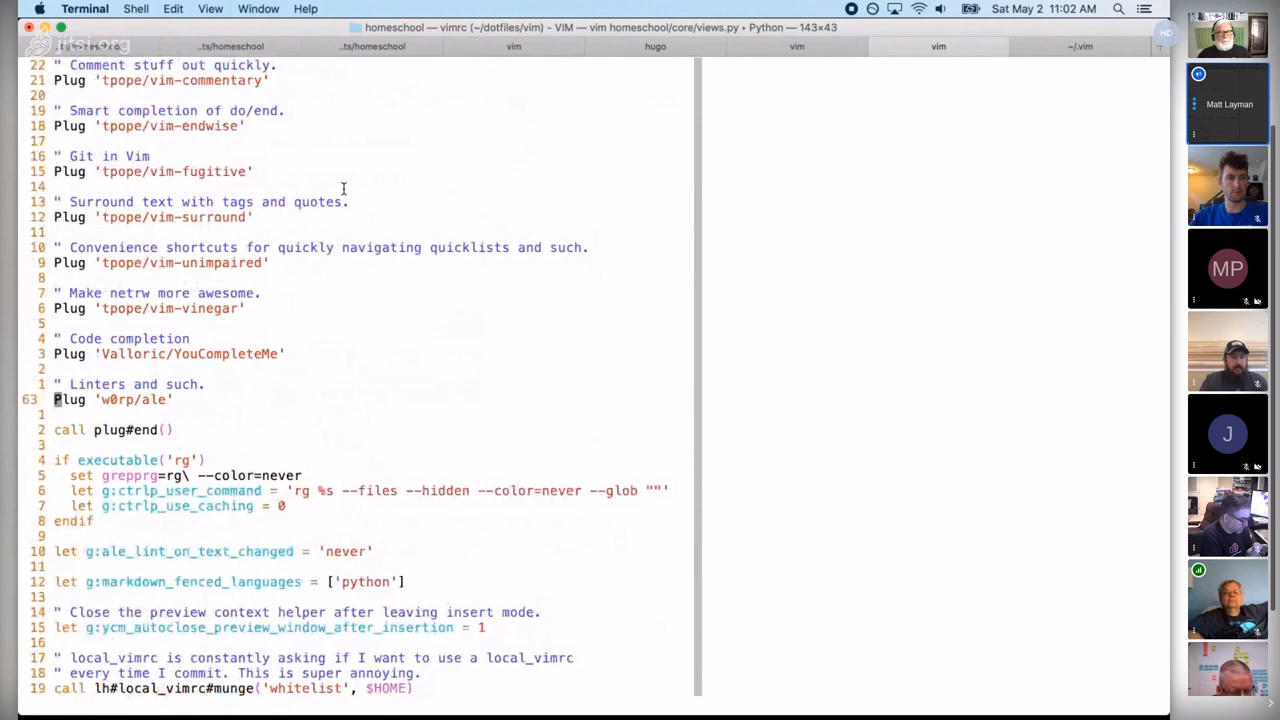 Terminal Shell Edit View Window Help Sat May 2 11:02 AM
homeschool — vimrc (~/dotfiles/vim) - VIM — vim homeschool/core/views.py • Python — 143×43
..ts/homeschool ..ts/homeschool vim hugo vim vim ~/.vim
jitsi.org
HD
22 " Comment stuff out quickly.
21 Plug 'tpope/vim-commentary'
20
19 " Smart completion of do/end.
18 Plug 'tpope/vim-endwise'
17
16 " Git in Vim
15 Plug 'tpope/vim-fugitive'
14
13 " Surround text with tags and quotes.
12 Plug 'tpope/vim-surround'
11
10 " Convenience shortcuts for quickly navigating quicklists and such.
9 Plug 'tpope/vim-unimpaired'
8
7 " Make netrw more awesome.
6 Plug 'tpope/vim-vinegar'
5
4 " Code completion
3 Plug 'Valloric/YouCompleteMe'
2
1 " Linters and such.
63 Plug 'w0rp/ale'
1
2 call plug#end()
3
4 if executable('rg')
5 set grepprg=rg\ --color=never
6 let g:ctrlp_user_command = 'rg %s --files --hidden --color=never --glob ""'
7 let g:ctrlp_use_caching = 0
8 endif
9
10 let g:ale_lint_on_text_changed = 'never'
11
12 let g:markdown_fenced_languages = ['python']
13
14 " Close the preview context helper after leaving insert mode.
15 let g:ycm_autoclose_preview_window_after_insertion = 1
16
17 " local_vimrc is constantly asking if I want to use a local_vimrc
18 " every time I commit. This is super annoying.
19 call lh#local_vimrc#munge('whitelist', $HOME)
Matt Layman
MP
J